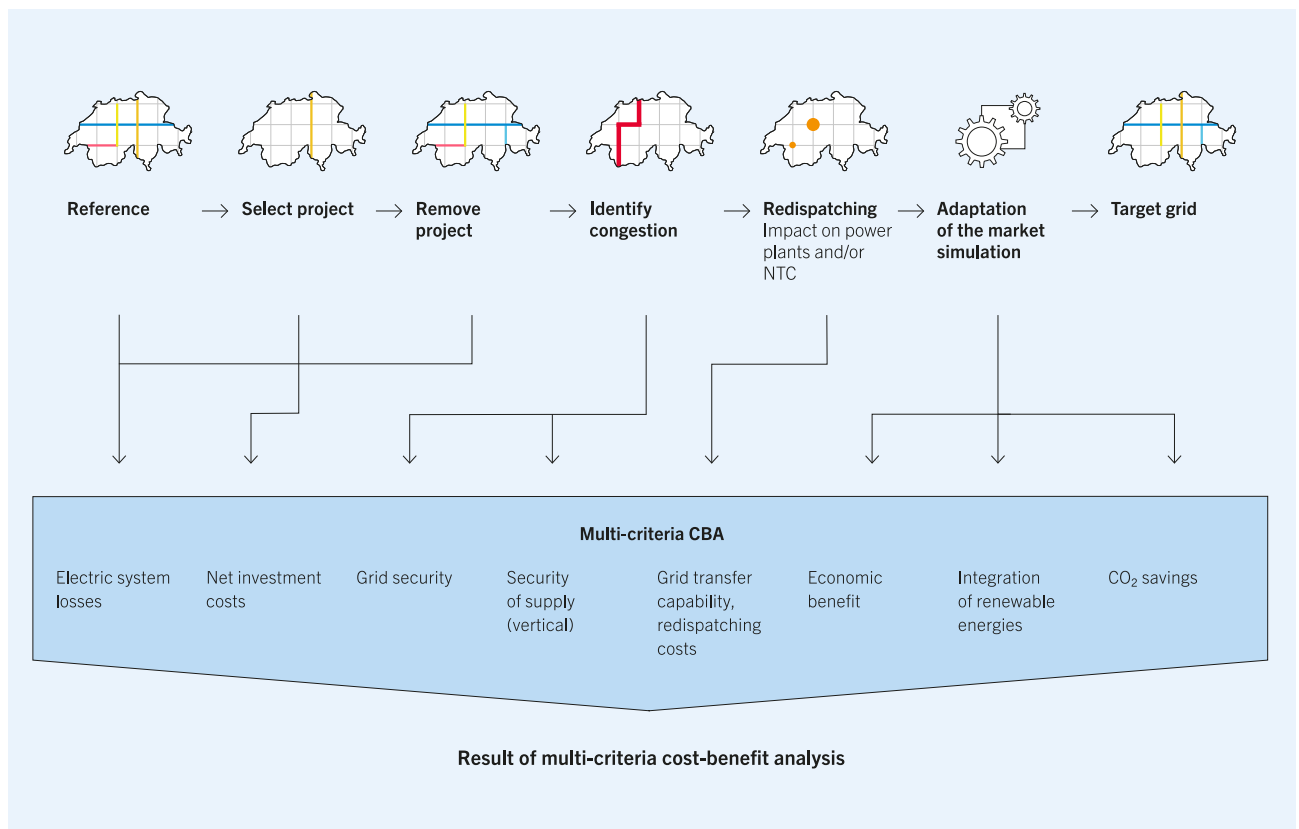 Reference
Select project
Remove
project
Identify
congestion
Redispatching
Impact on power
plants and/or
NTC
Adaptation
of the market
simulation
Target grid
Multi-criteria CBA
Electric system
losses
Net investment
costs
Grid security
Security
of supply
(vertical)
Grid transfer
capability,
redispatching
costs
Economic
benefit
Integration
of renewable
energies
CO₂ savings
Result of multi-criteria cost-benefit analysis